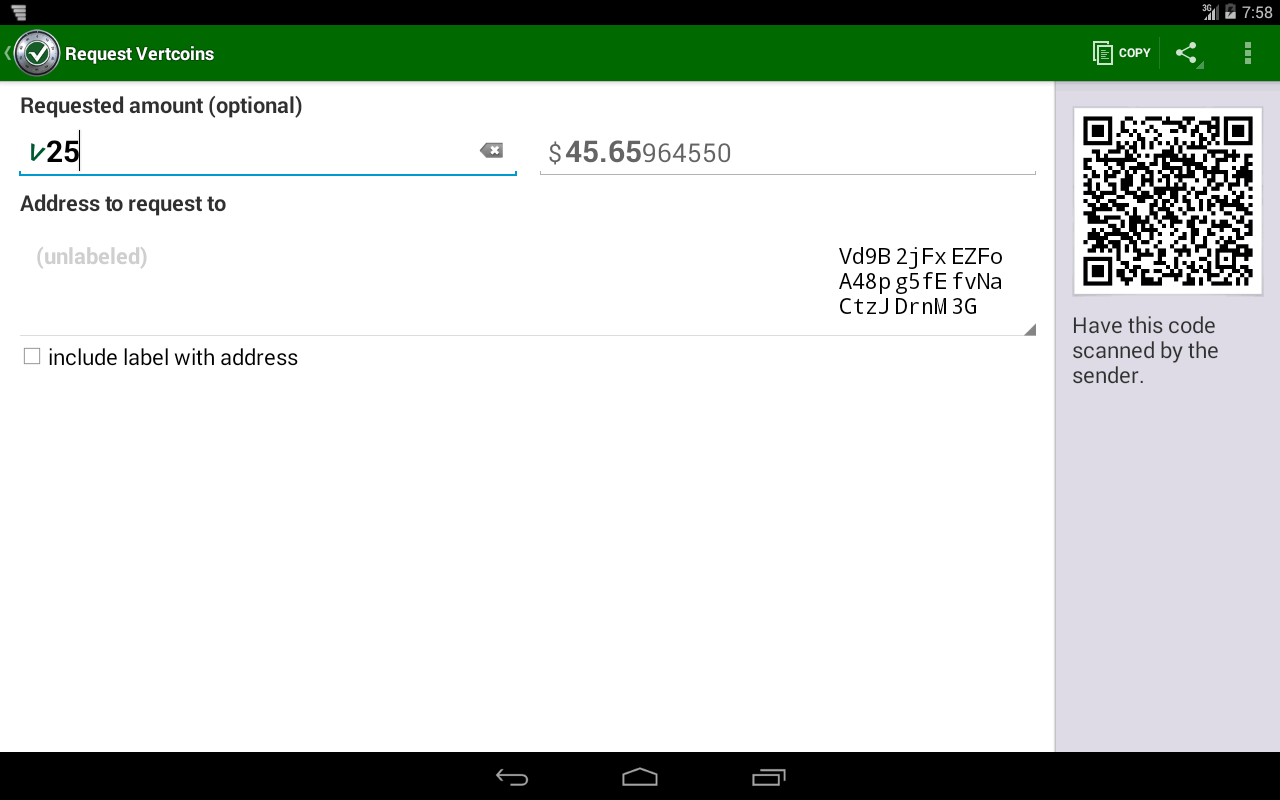 3G 7:58
Request Vertcoins COPY
Requested amount (optional)
V25 $ 45.65964550
Address to request to
(unlabeled)
Vd9B 2jFx EZFo
A48p g5fE fvNa
CtzJ DrnM 3G
include label with address
Have this code
scanned by the
sender.